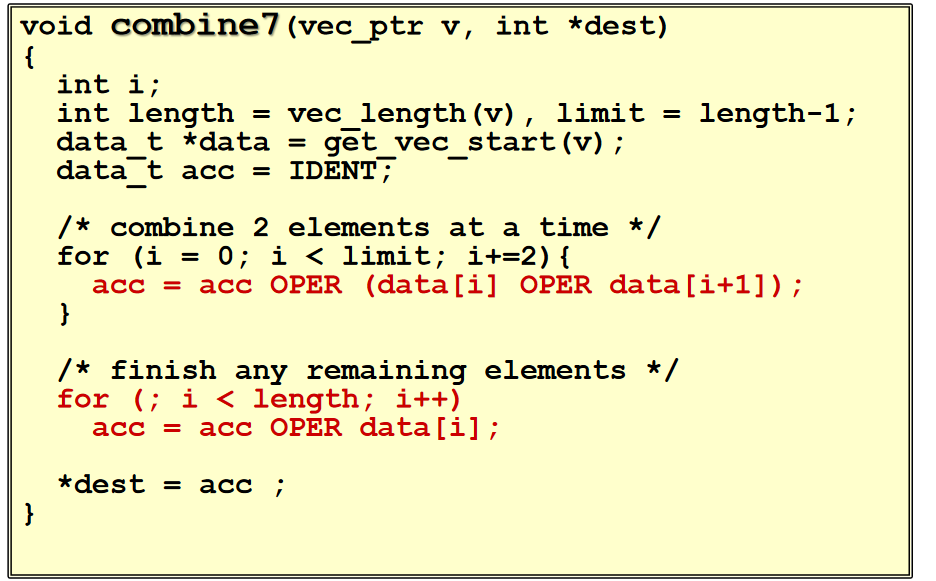 void combine7(vec_ptr v, int *dest)
{
  int i;
  int length = vec_length(v), limit = length-1;
  data_t *data = get_vec_start(v);
  data_t acc = IDENT;

  /* combine 2 elements at a time */
  for (i = 0; i < limit; i+=2){
    acc = acc OPER (data[i] OPER data[i+1]);
  }

  /* finish any remaining elements */
  for (; i < length; i++)
    acc = acc OPER data[i];

  *dest = acc ;
}